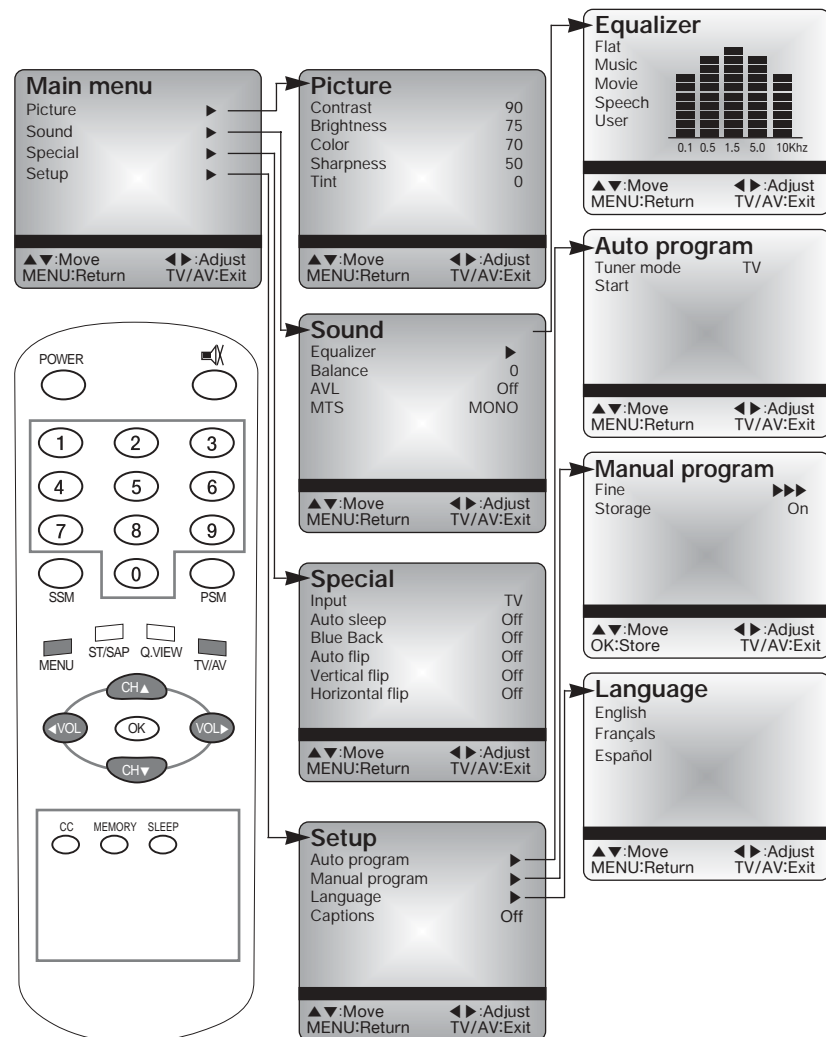 Main menu
Picture ▶
Sound ▶
Special ▶
Setup ▶
▲▼:Move ◀▶:Adjust
MENU:Return TV/AV:Exit
Picture
Contrast 90
Brightness 75
Color 70
Sharpness 50
Tint 0
▲▼:Move ◀▶:Adjust
MENU:Return TV/AV:Exit
Equalizer
Flat
Music
Movie
Speech
User
0.1 0.5 1.5 5.0 10Khz
▲▼:Move ◀▶:Adjust
MENU:Return TV/AV:Exit
Sound
Equalizer ▶
Balance 0
AVL Off
MTS MONO
▲▼:Move ◀▶:Adjust
MENU:Return TV/AV:Exit
Auto program
Tuner mode TV
Start
▲▼:Move ◀▶:Adjust
MENU:Return TV/AV:Exit
Manual program
Fine ▶▶▶
Storage On
▲▼:Move ◀▶:Adjust
OK:Store TV/AV:Exit
Special
Input TV
Auto sleep Off
Blue Back Off
Auto flip Off
Vertical flip Off
Horizontal flip Off
▲▼:Move ◀▶:Adjust
MENU:Return TV/AV:Exit
Language
English
Françals
Español
▲▼:Move ◀▶:Adjust
MENU:Return TV/AV:Exit
Setup
Auto program ▶
Manual program ▶
Language ▶
Captions Off
▲▼:Move ◀▶:Adjust
MENU:Return TV/AV:Exit
POWER
1 2 3
4 5 6
7 8 9
0
SSM PSM
MENU ST/SAP Q.VIEW TV/AV
CH▲
◀VOL OK VOL▶
CH▼
CC MEMORY SLEEP